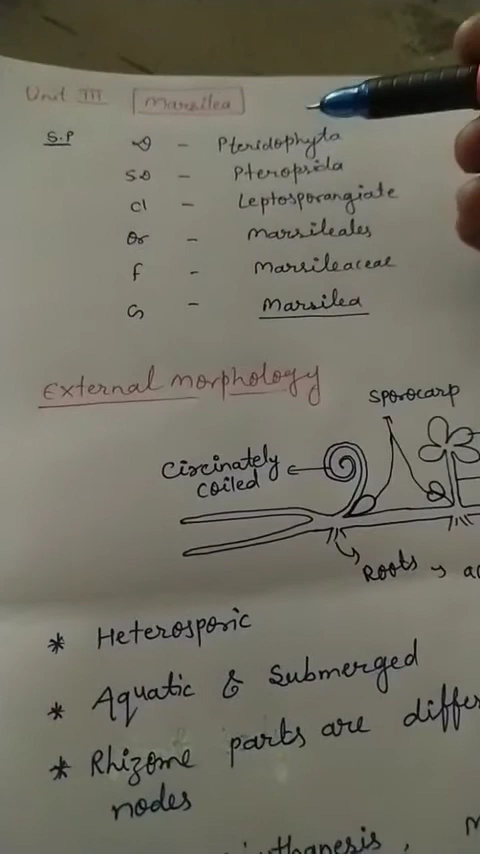 Unit III Marsilea
S.P D - Pteridophyta
SD - Pteropsida
Cl - Leptosporangiate
Or - Marsileales
F - Marsileaceae
G - Marsilea
External morphology
Sporocarp
Circinately
coiled
Roots
* Heterosporic
* Aquatic & Submerged
* Rhizome parts are
nodes